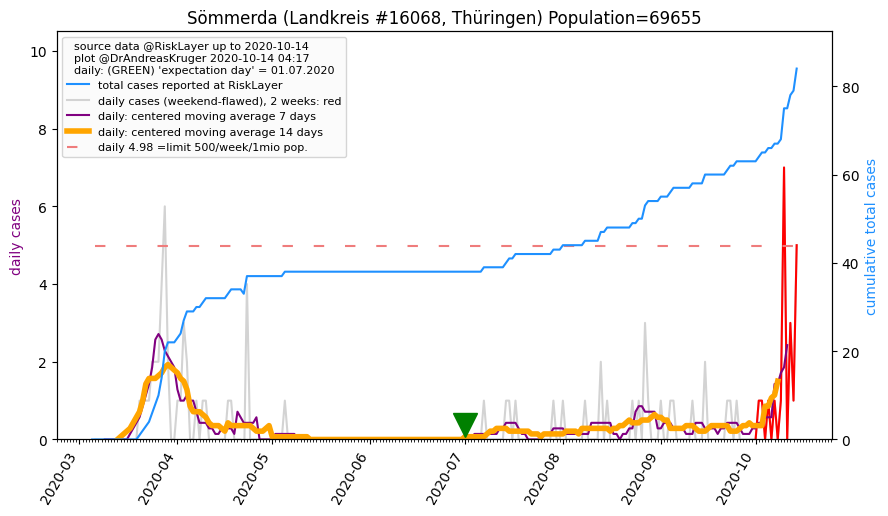 Sömmerda (Landkreis #16068, Thüringen) Population=69655
source data @RiskLayer up to 2020-10-14
plot @DrAndreasKruger 2020-10-14 04:17
daily: (GREEN) 'expectation day' = 01.07.2020
total cases reported at RiskLayer
daily cases (weekend-flawed), 2 weeks: red
daily: centered moving average 7 days
daily: centered moving average 14 days
daily 4.98 =limit 500/week/1mio pop.
daily cases
10
8
6
4
2
0
80
60
40
20
0
cumulative total cases
2020-03
2020-04
2020-05
2020-06
2020-07
2020-08
2020-09
2020-10